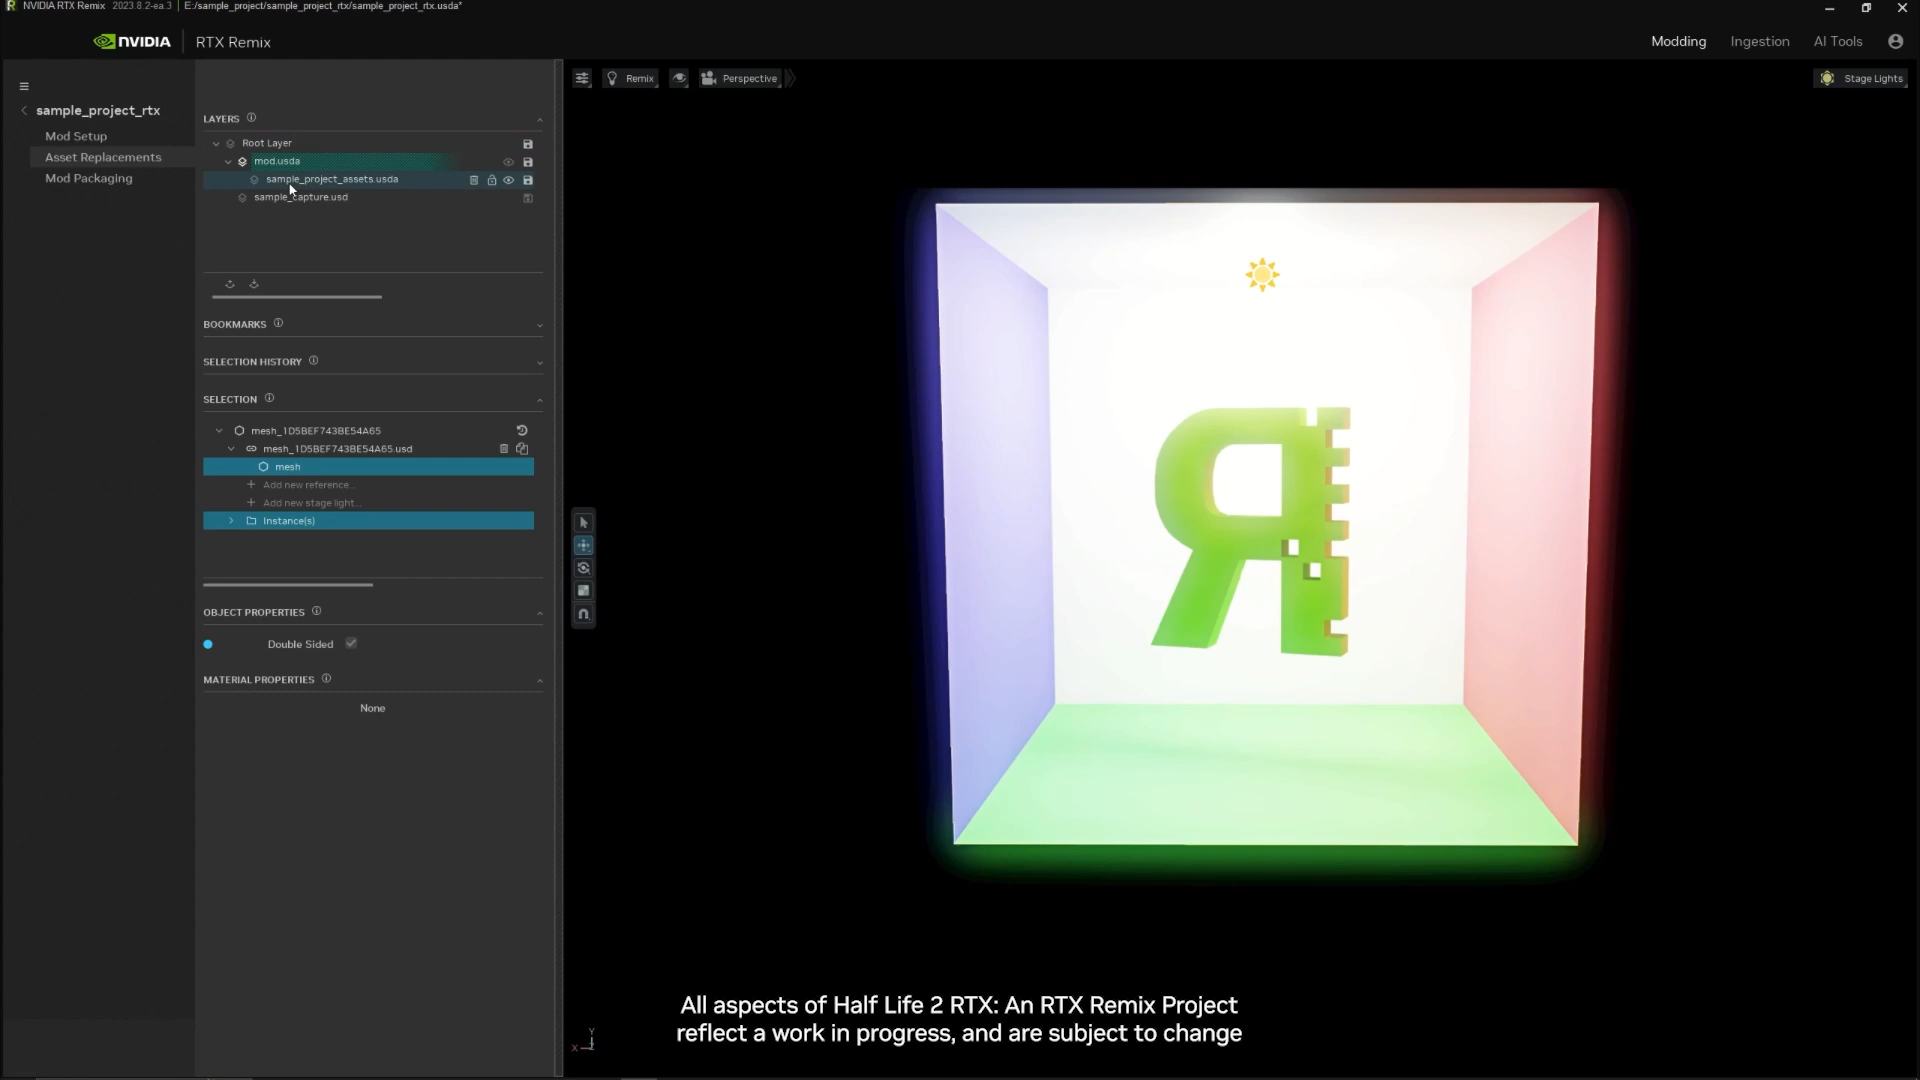 NVIDIA RTX Remix 2023.8.2-ea.3 | E:/sample_project/sample_project_rtx/sample_project_rtx.usda*
NVIDIA RTX Remix
Modding Ingestion AI Tools
Remix Perspective Stage Lights
sample_project_rtx
Mod Setup
Asset Replacements
Mod Packaging
LAYERS
Root Layer
mod.usda
sample_project_assets.usda
sample_capture.usd
BOOKMARKS
SELECTION HISTORY
SELECTION
mesh_1D5BEF743BE54A65
mesh_1D5BEF743BE54A65.usd
mesh
Add new reference...
Add new stage light...
Instance(s)
OBJECT PROPERTIES
Double Sided
MATERIAL PROPERTIES
None
All aspects of Half Life 2 RTX: An RTX Remix Project
reflect a work in progress, and are subject to change
Y
X Z